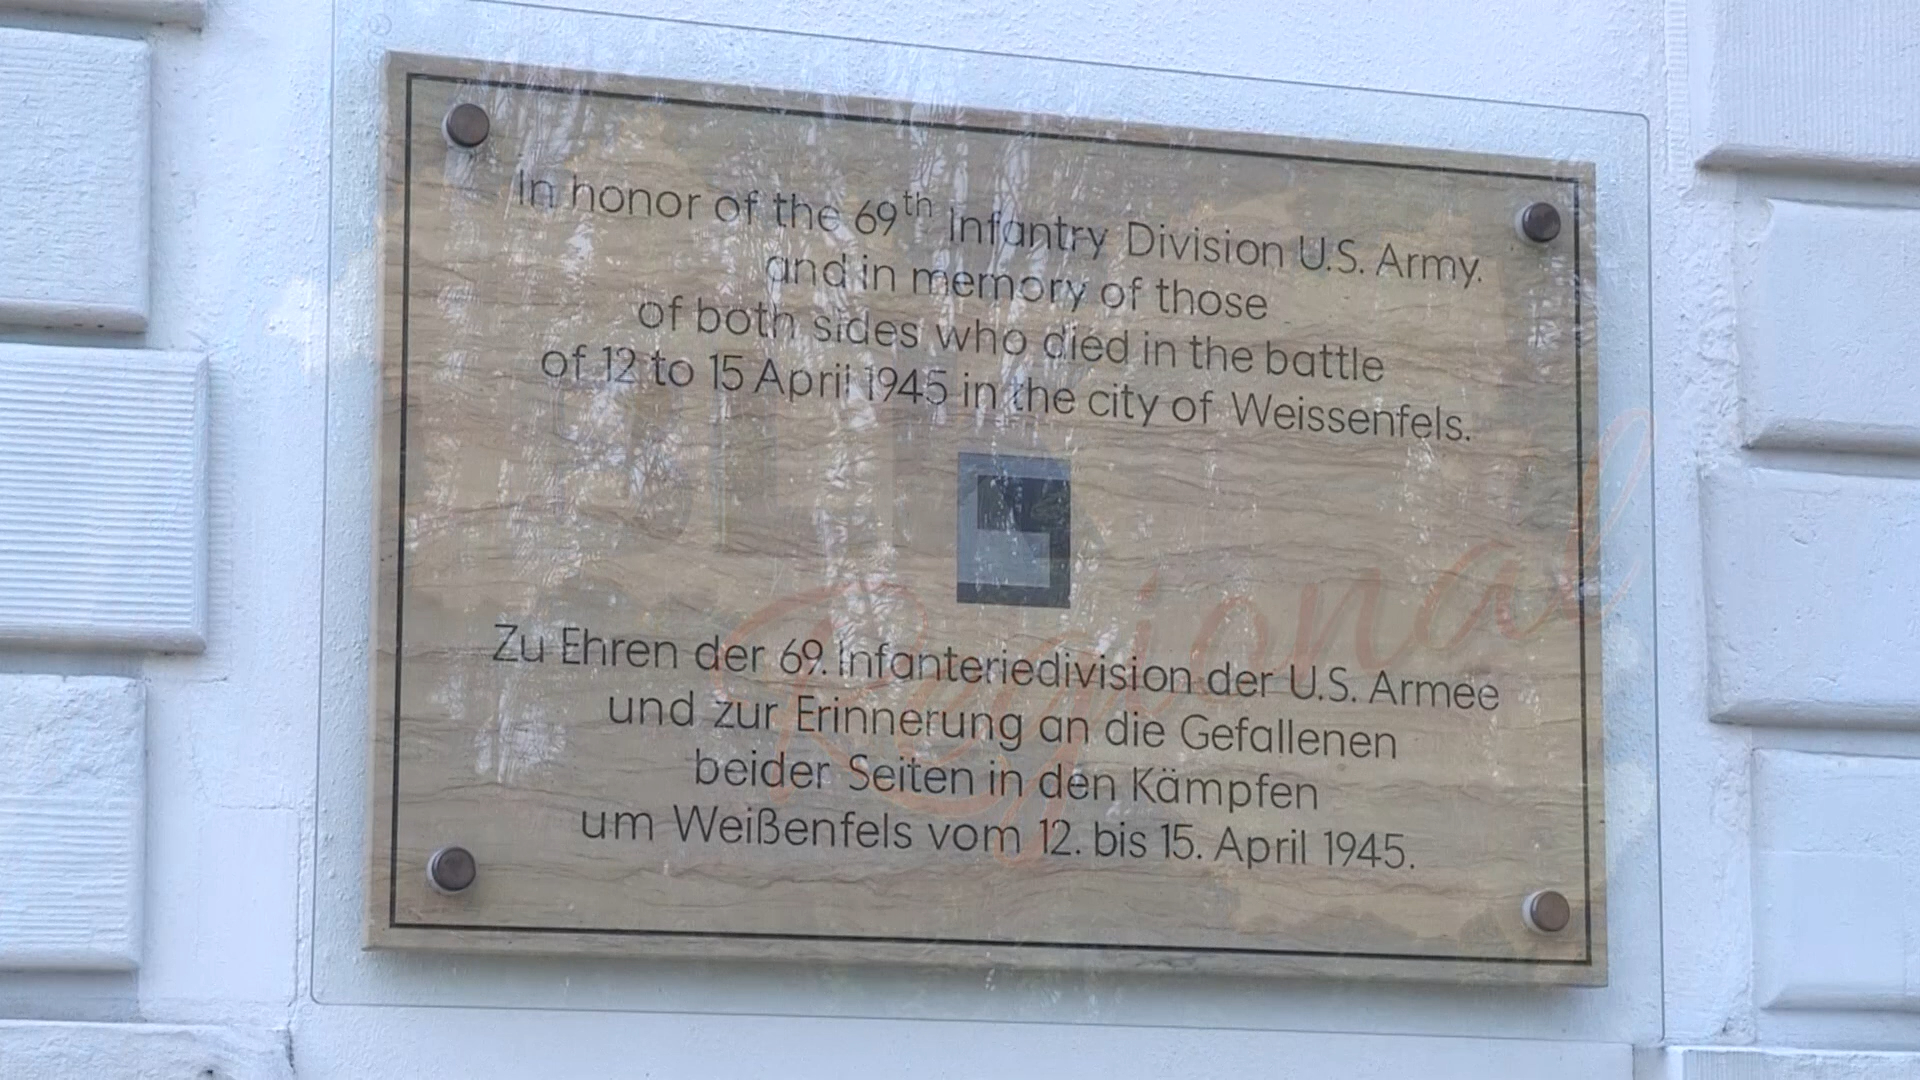 In honor of the 69th Infantry Division U.S. Army.
and in memory of those
of both sides who died in the battle
of 12 to 15 April 1945 in the city of Weissenfels.
Zu Ehren der 69. Infanteriedivision der U.S. Armee
und zur Erinnerung an die Gefallenen
beider Seiten in den Kämpfen
um Weißenfels vom 12. bis 15. April 1945.
Regional